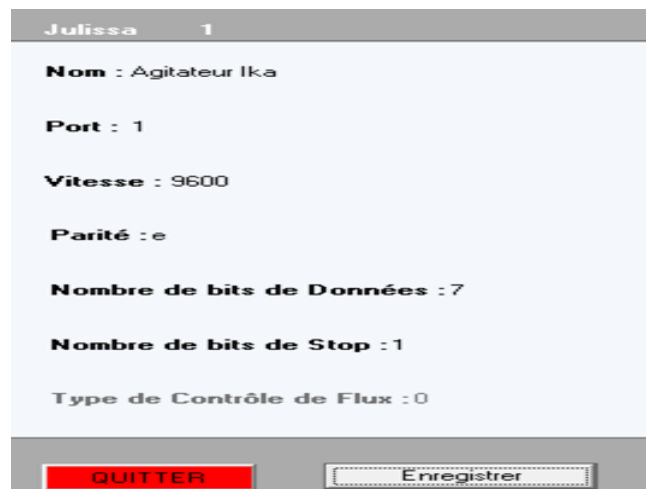 Julissa 1
Nom : Agitateur Ika
Port : 1
Vitesse : 9600
Parité : e
Nombre de bits de Données : 7
Nombre de bits de Stop : 1
Type de Contrôle de Flux : 0
QUITTER Enregistrer